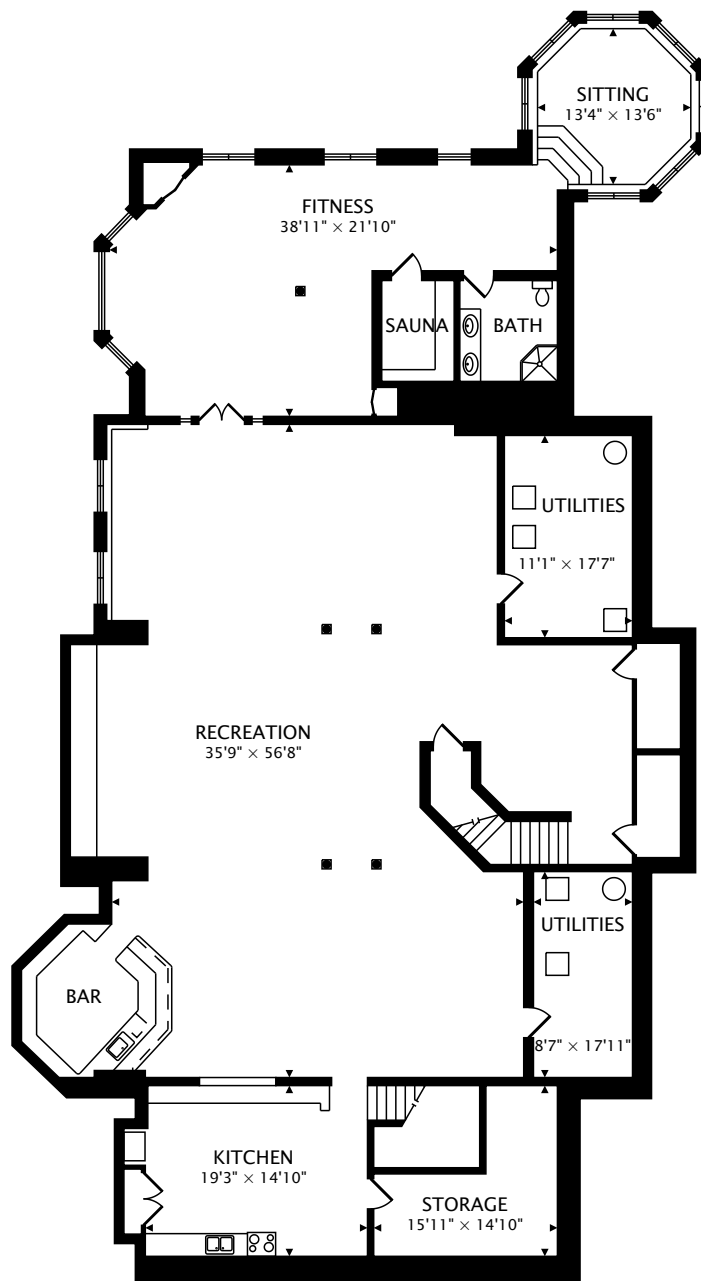 SITTING
13'4" × 13'6"
FITNESS
38'11" × 21'10"
SAUNA
BATH
UTILITIES
11'1" × 17'7"
RECREATION
35'9" × 56'8"
UTILITIES
BAR
8'7" × 17'11"
KITCHEN
19'3" × 14'10"
STORAGE
15'11" × 14'10"